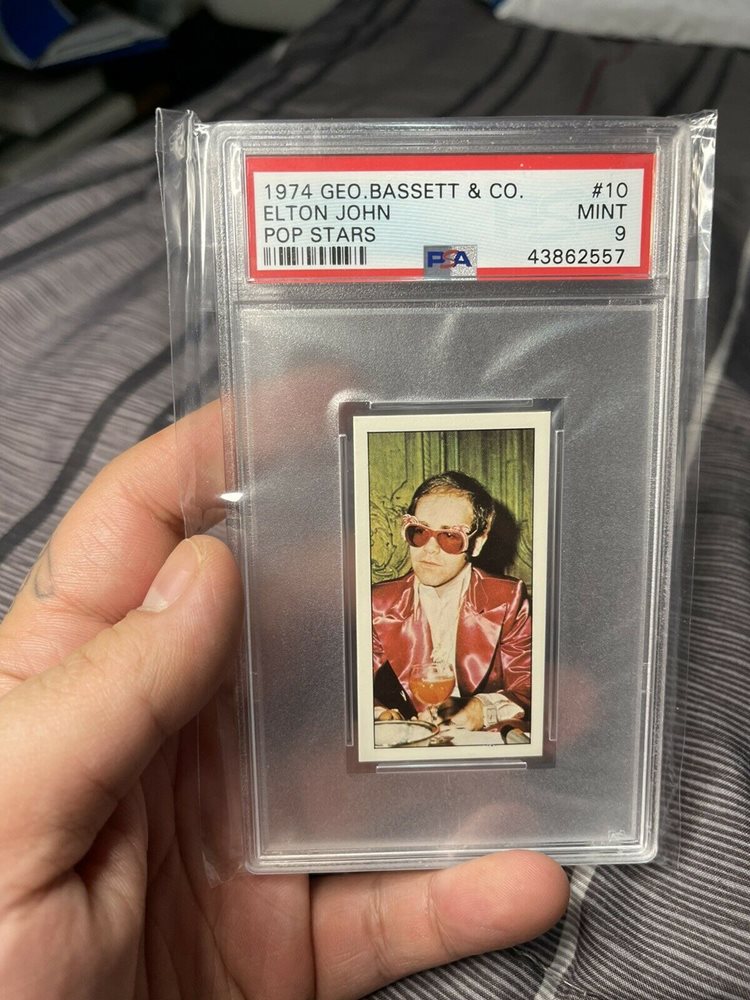 1974 GEO.BASSETT & CO. #10
ELTON JOHN MINT
POP STARS 9
PSA 43862557